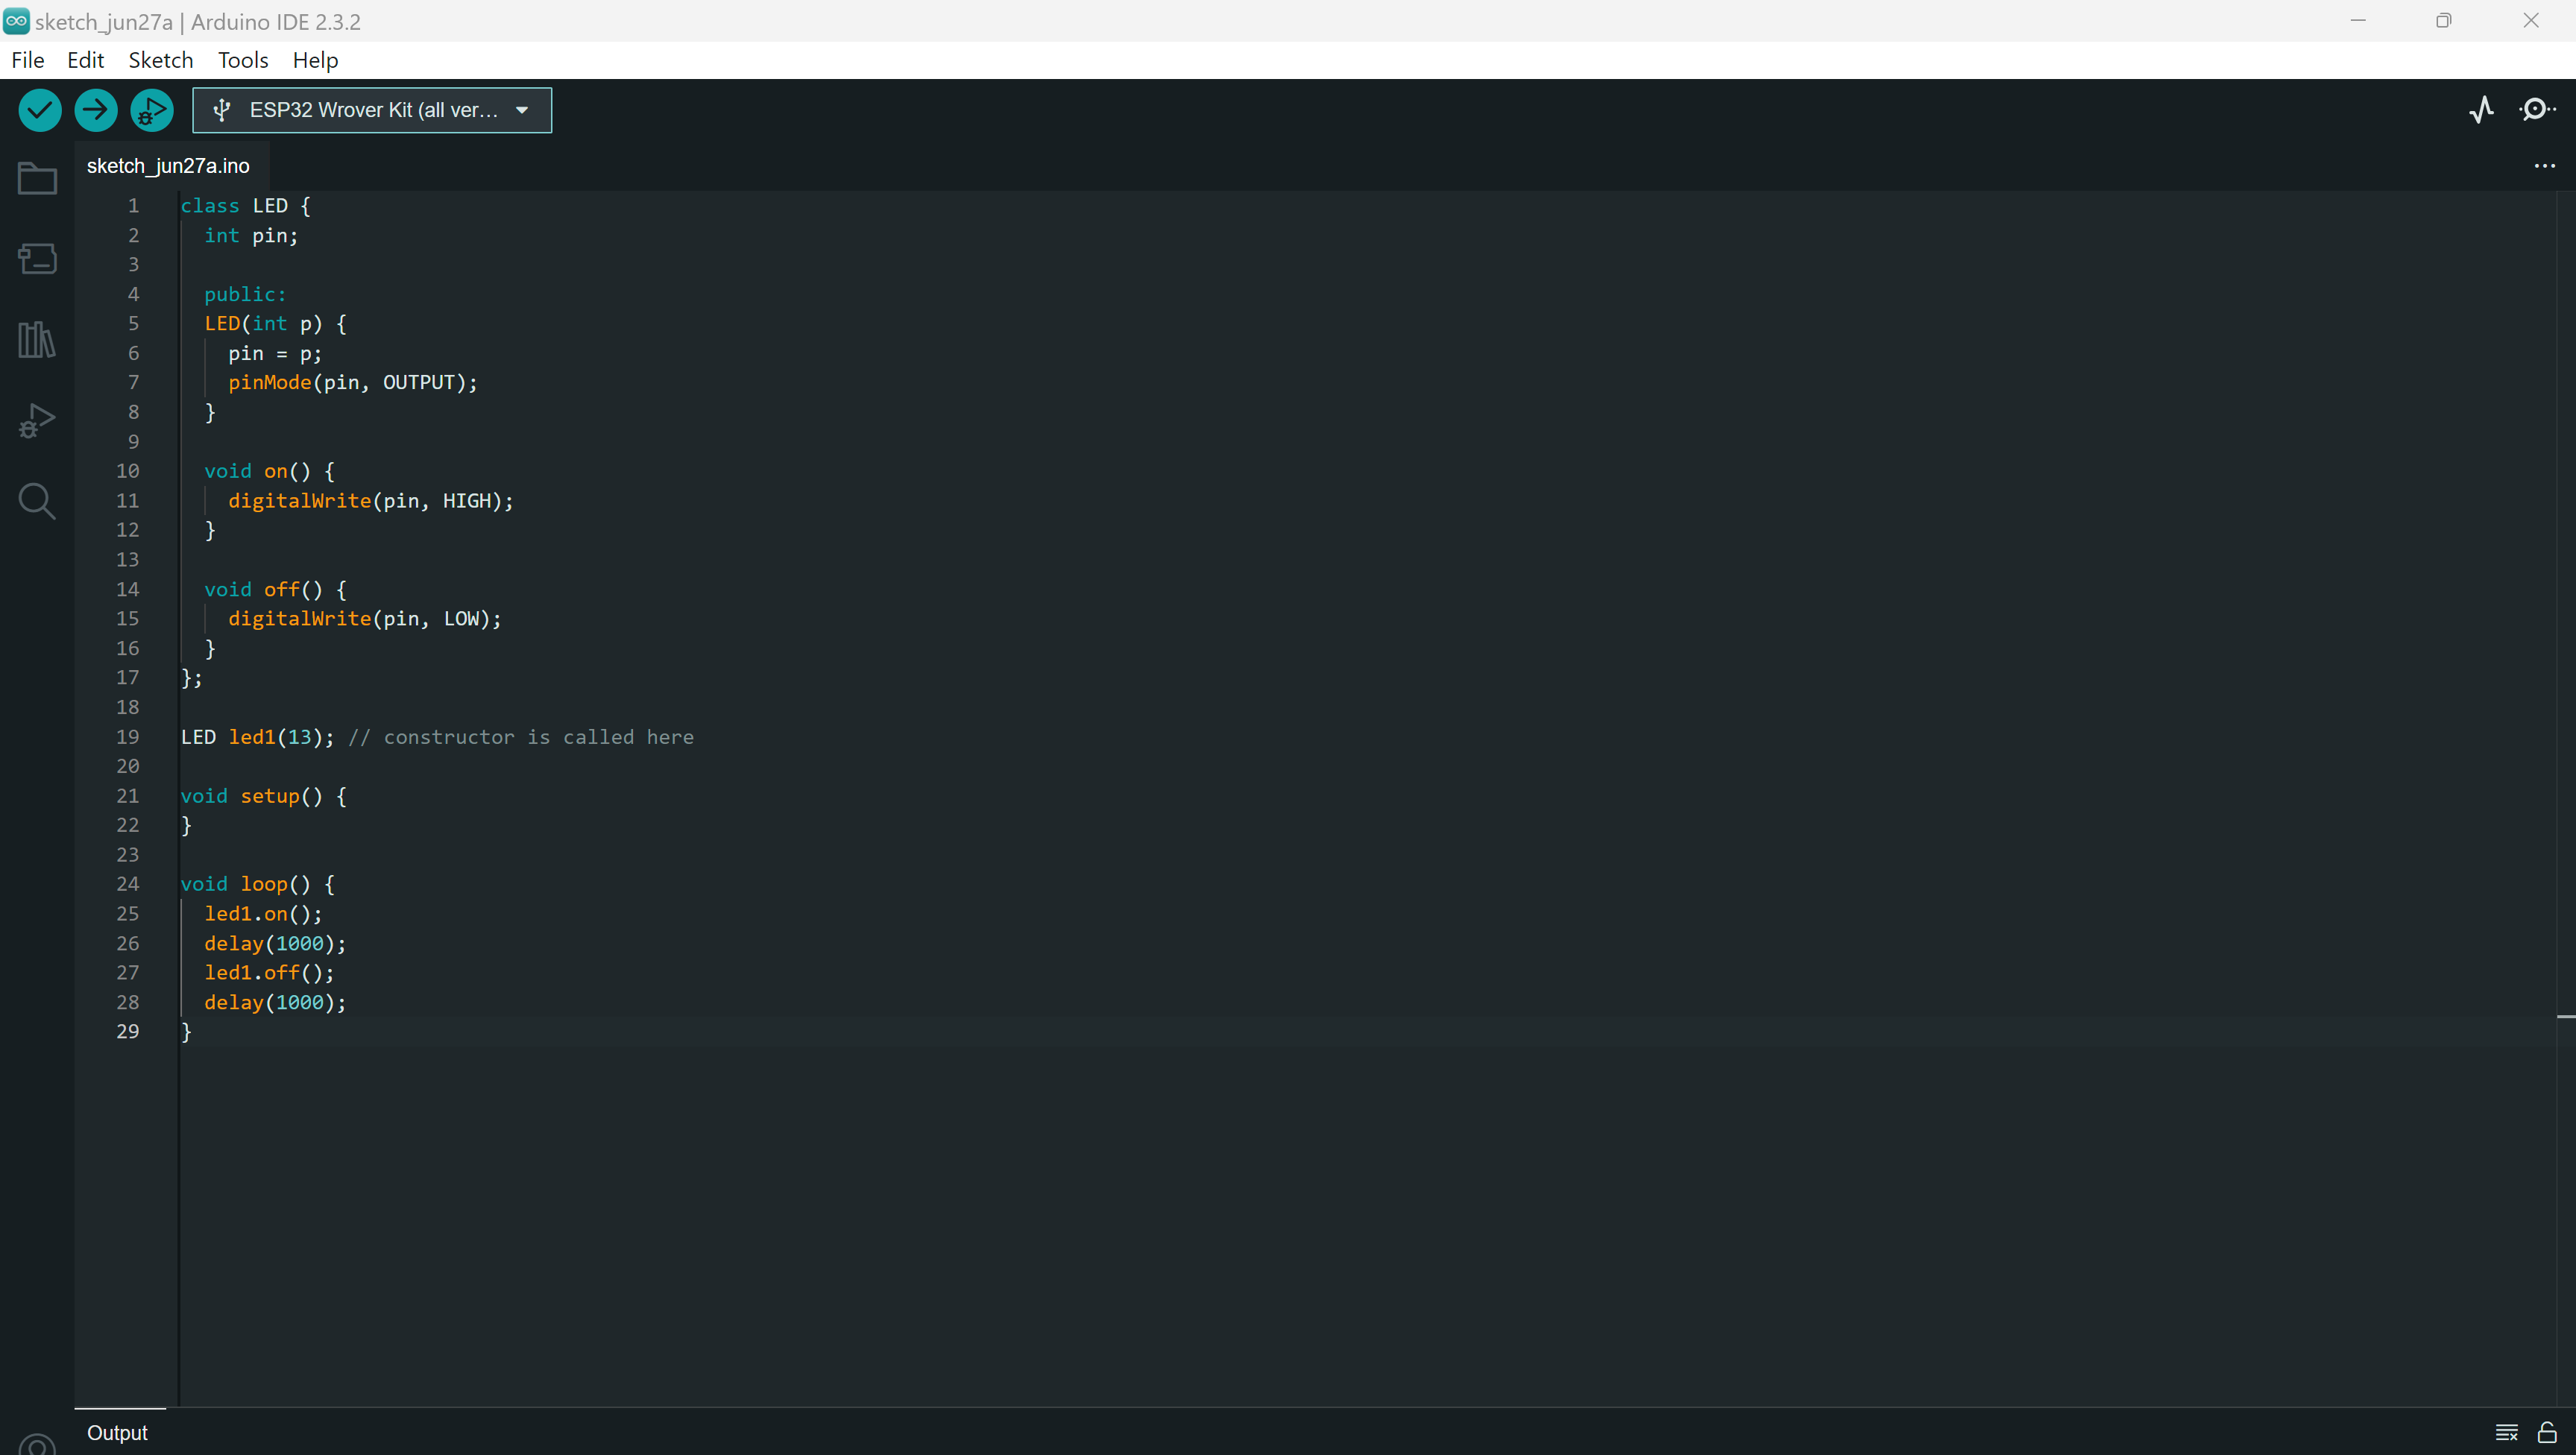 sketch_jun27a | Arduino IDE 2.3.2
File Edit Sketch Tools Help
ESP32 Wrover Kit (all ver...
sketch_jun27a.ino
1 class LED {
2   int pin;
3
4   public:
5   LED(int p) {
6     pin = p;
7     pinMode(pin, OUTPUT);
8   }
9
10   void on() {
11     digitalWrite(pin, HIGH);
12   }
13
14   void off() {
15     digitalWrite(pin, LOW);
16   }
17 };
18
19 LED led1(13); // constructor is called here
20
21 void setup() {
22 }
23
24 void loop() {
25   led1.on();
26   delay(1000);
27   led1.off();
28   delay(1000);
29 }
Output